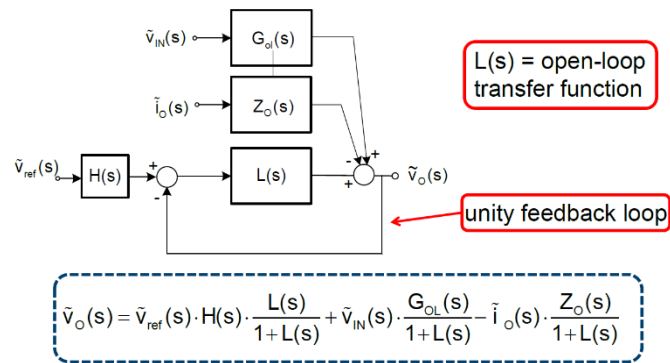 ṽIN(s)
Gol(s)
L(s) = open-loop
transfer function
ĩO(s)
ZO(s)
-
+
ṽref(s)
H(s)
+
-
L(s)
+
ṽO(s)
unity feedback loop
ṽO(s) = ṽref(s)·H(s)·L(s)/1+L(s) + ṽIN(s)·GOL(s)/1+L(s) - ĩO(s)·ZO(s)/1+L(s)